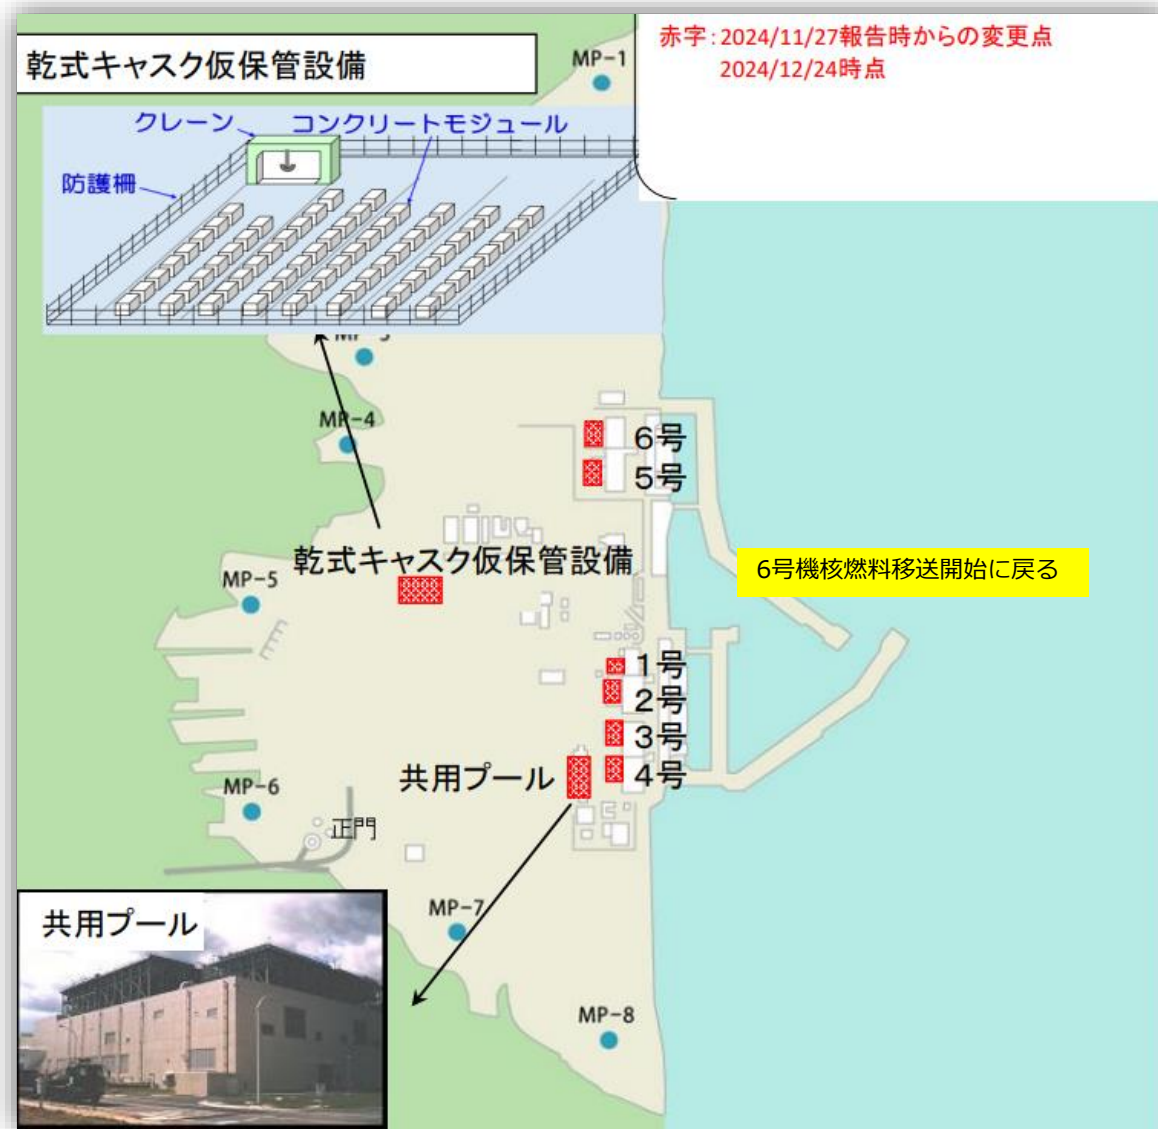 乾式キャスク仮保管設備
MP-1
赤字:2024/11/27報告時からの変更点
2024/12/24時点
クレーン
コンクリートモジュール
防護柵
MP-4
6号
5号
乾式キャスク仮保管設備
MP-5
6号機核燃料移送開始に戻る
1号
2号
3号
共用プール
4号
MP-6
正門
MP-7
共用プール
MP-8